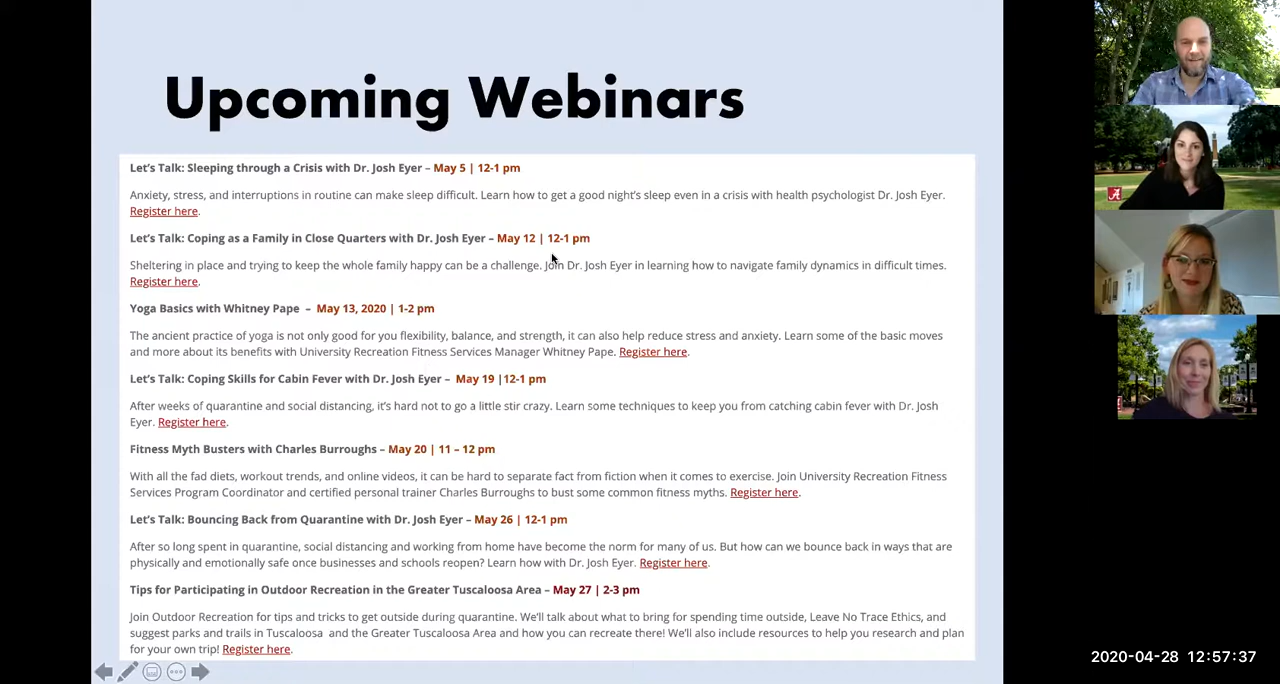 Upcoming Webinars
Let's Talk: Sleeping through a Crisis with Dr. Josh Eyer – May 5 | 12-1 pm
Anxiety, stress, and interruptions in routine can make sleep difficult. Learn how to get a good night's sleep even in a crisis with health psychologist Dr. Josh Eyer.
Register here.
Let's Talk: Coping as a Family in Close Quarters with Dr. Josh Eyer – May 12 | 12-1 pm
Sheltering in place and trying to keep the whole family happy can be a challenge. Join Dr. Josh Eyer in learning how to navigate family dynamics in difficult times.
Register here.
Yoga Basics with Whitney Pape – May 13, 2020 | 1-2 pm
The ancient practice of yoga is not only good for you flexibility, balance, and strength, it can also help reduce stress and anxiety. Learn some of the basic moves
and more about its benefits with University Recreation Fitness Services Manager Whitney Pape. Register here.
Let's Talk: Coping Skills for Cabin Fever with Dr. Josh Eyer – May 19 |12-1 pm
After weeks of quarantine and social distancing, it's hard not to go a little stir crazy. Learn some techniques to keep you from catching cabin fever with Dr. Josh
Eyer. Register here.
Fitness Myth Busters with Charles Burroughs – May 20 | 11 – 12 pm
With all the fad diets, workout trends, and online videos, it can be hard to separate fact from fiction when it comes to exercise. Join University Recreation Fitness
Services Program Coordinator and certified personal trainer Charles Burroughs to bust some common fitness myths. Register here.
Let's Talk: Bouncing Back from Quarantine with Dr. Josh Eyer – May 26 | 12-1 pm
After so long spent in quarantine, social distancing and working from home have become the norm for many of us. But how can we bounce back in ways that are
physically and emotionally safe once businesses and schools reopen? Learn how with Dr. Josh Eyer. Register here.
Tips for Participating in Outdoor Recreation in the Greater Tuscaloosa Area – May 27 | 2-3 pm
Join Outdoor Recreation for tips and tricks to get outside during quarantine. We'll talk about what to bring for spending time outside, Leave No Trace Ethics, and
suggest parks and trails in Tuscaloosa and the Greater Tuscaloosa Area and how you can recreate there! We'll also include resources to help you research and plan
for your own trip! Register here.
A
2020-04-28 12:57:37